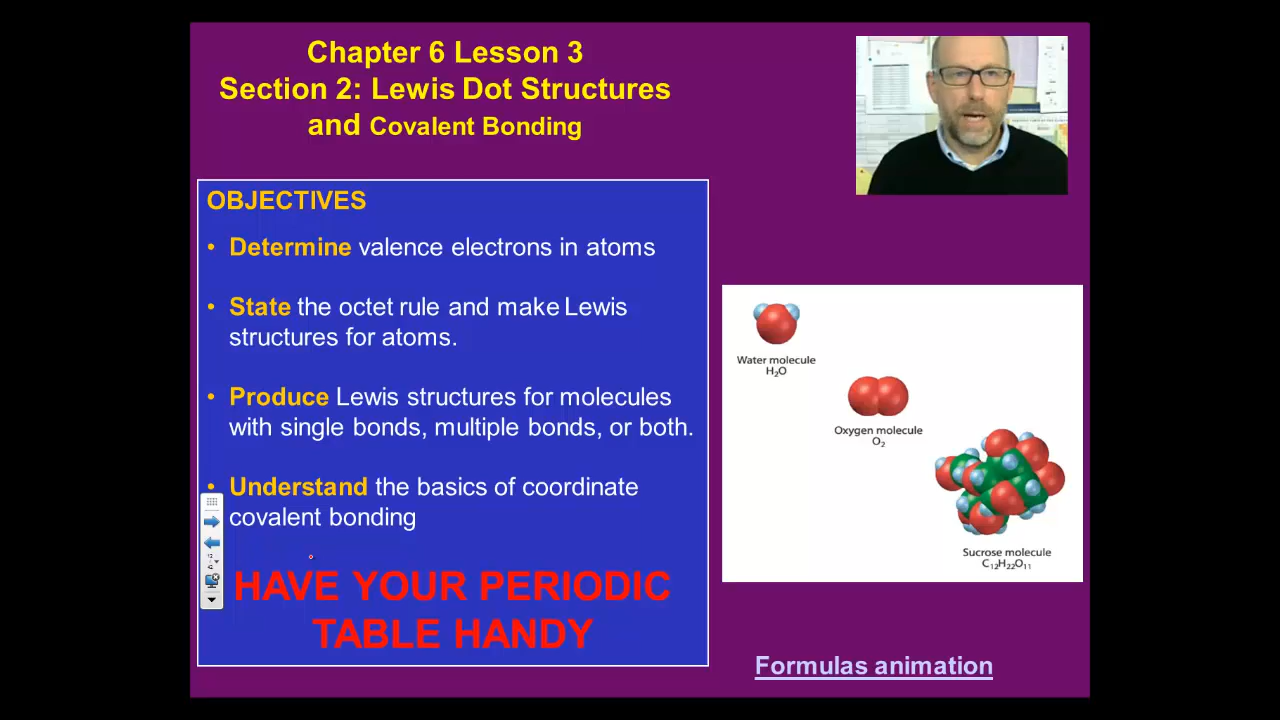 Chapter 6 Lesson 3
Section 2: Lewis Dot Structures
and Covalent Bonding
OBJECTIVES
• Determine valence electrons in atoms
• State the octet rule and make Lewis
structures for atoms.
• Produce Lewis structures for molecules
with single bonds, multiple bonds, or both.
• Understand the basics of coordinate
covalent bonding
HAVE YOUR PERIODIC
TABLE HANDY
Water molecule
H₂O
Oxygen molecule
O₂
Sucrose molecule
C₁₂H₂₂O₁₁
Formulas animation